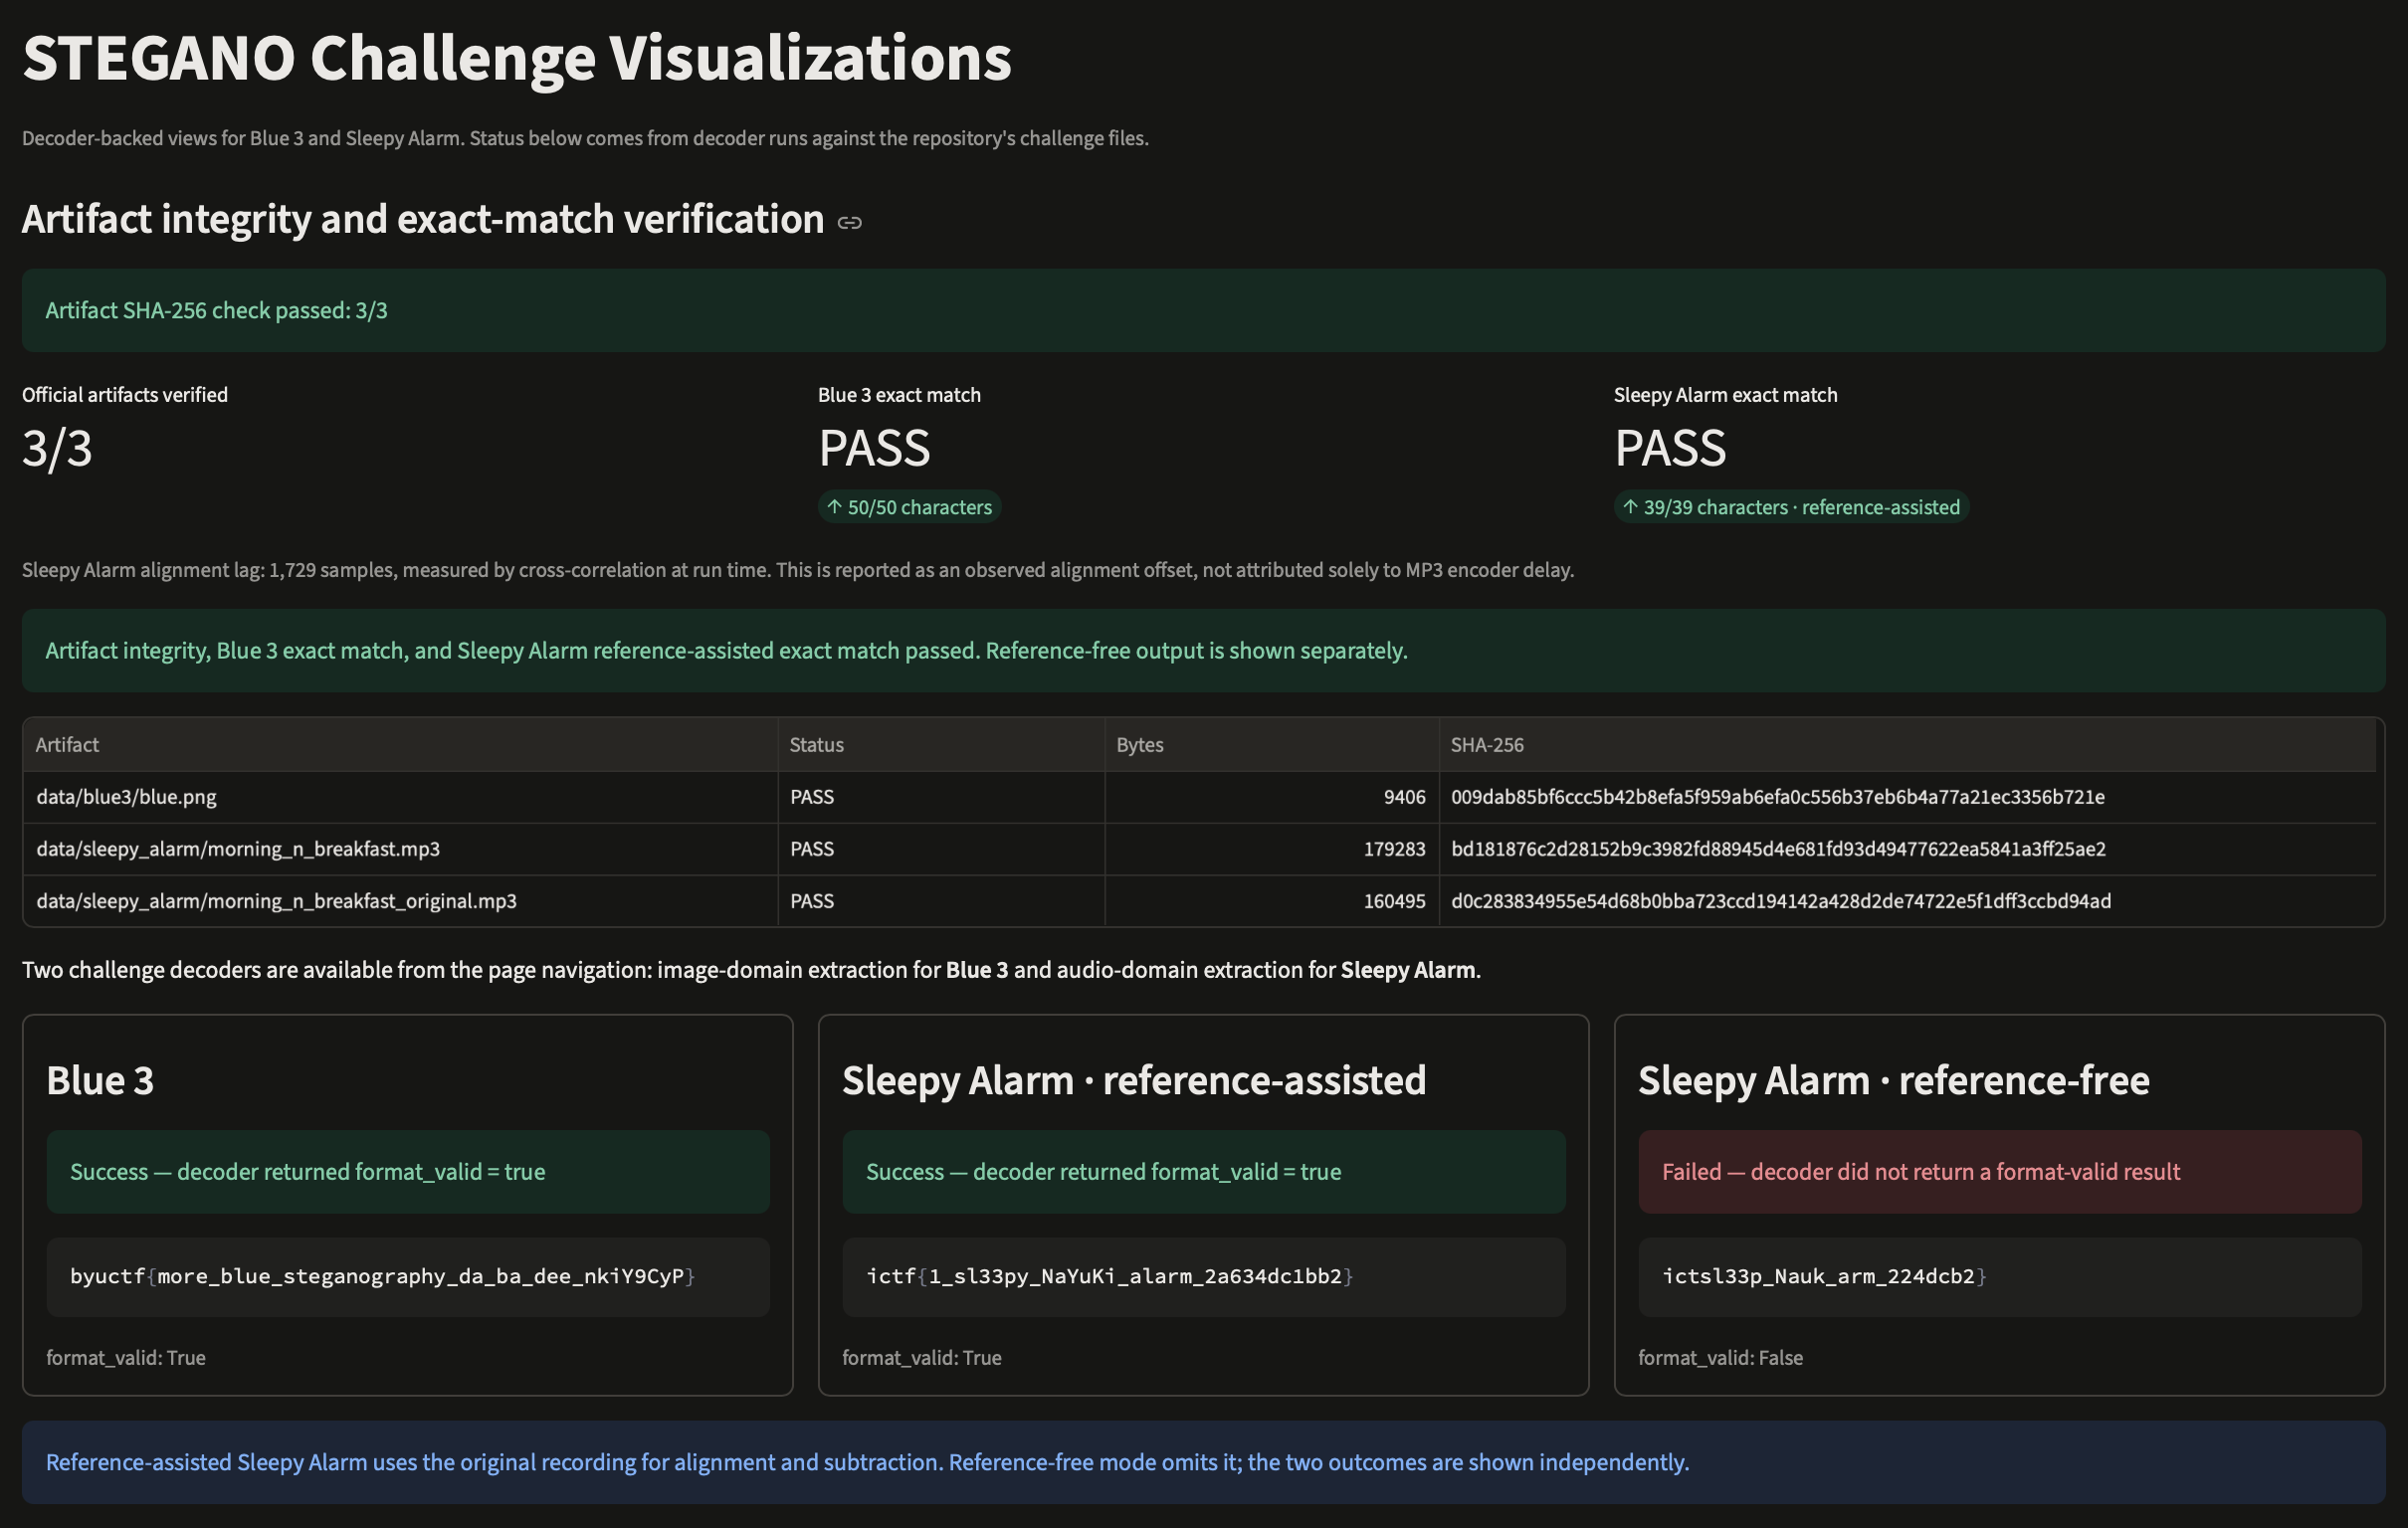 STEGANO Challenge Visualizations
Decoder-backed views for Blue 3 and Sleepy Alarm. Status below comes from decoder runs against the repository's challenge files.
Artifact integrity and exact-match verification
Artifact SHA-256 check passed: 3/3
Official artifacts verified
3/3
Blue 3 exact match
PASS
↑ 50/50 characters
Sleepy Alarm exact match
PASS
↑ 39/39 characters · reference-assisted
Sleepy Alarm alignment lag: 1,729 samples, measured by cross-correlation at run time. This is reported as an observed alignment offset, not attributed solely to MP3 encoder delay.
Artifact integrity, Blue 3 exact match, and Sleepy Alarm reference-assisted exact match passed. Reference-free output is shown separately.
Artifact Status Bytes SHA-256
data/blue3/blue.png PASS 9406 009dab85bf6ccc5b42b8efa5f959ab6efa0c556b37eb6b4a77a21ec3356b721e
data/sleepy_alarm/morning_n_breakfast.mp3 PASS 179283 bd181876c2d28152b9c3982fd88945d4e681fd93d49477622ea5841a3ff25ae2
data/sleepy_alarm/morning_n_breakfast_original.mp3 PASS 160495 d0c283834955e54d68b0bba723ccd194142a428d2de74722e5f1dff3ccbd94ad
Two challenge decoders are available from the page navigation: image-domain extraction for Blue 3 and audio-domain extraction for Sleepy Alarm.
Blue 3
Success — decoder returned format_valid = true
byuctf{more_blue_steganography_da_ba_dee_nkiY9CyP}
format_valid: True
Sleepy Alarm · reference-assisted
Success — decoder returned format_valid = true
ictf{1_sl33py_NaYuKi_alarm_2a634dc1bb2}
format_valid: True
Sleepy Alarm · reference-free
Failed — decoder did not return a format-valid result
ictsl33p_Nauk_arm_224dcb2}
format_valid: False
Reference-assisted Sleepy Alarm uses the original recording for alignment and subtraction. Reference-free mode omits it; the two outcomes are shown independently.